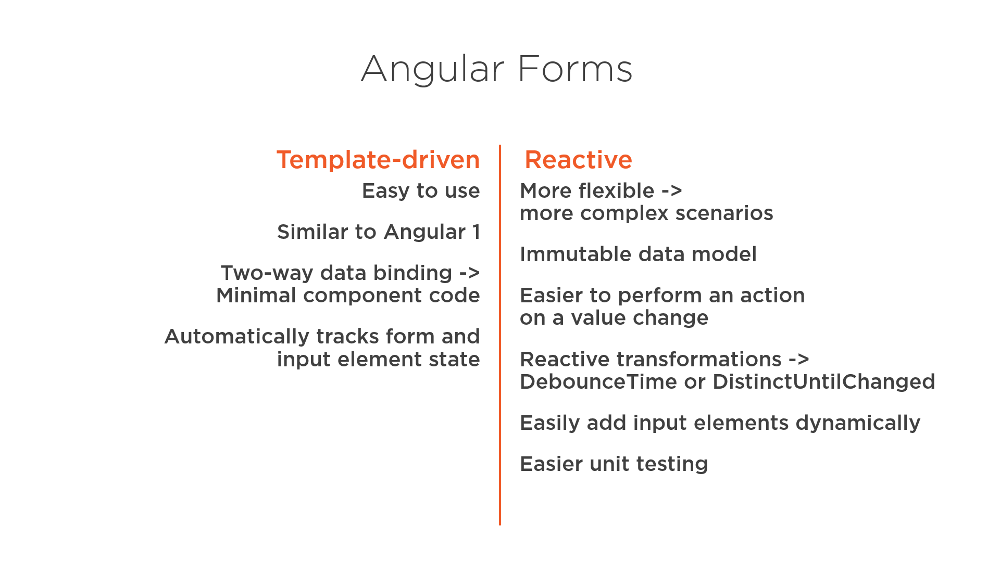 Angular Forms
Template-driven
Easy to use
Similar to Angular 1
Two-way data binding ->
Minimal component code
Automatically tracks form and
input element state
Reactive
More flexible ->
more complex scenarios
Immutable data model
Easier to perform an action
on a value change
Reactive transformations ->
DebounceTime or DistinctUntilChanged
Easily add input elements dynamically
Easier unit testing